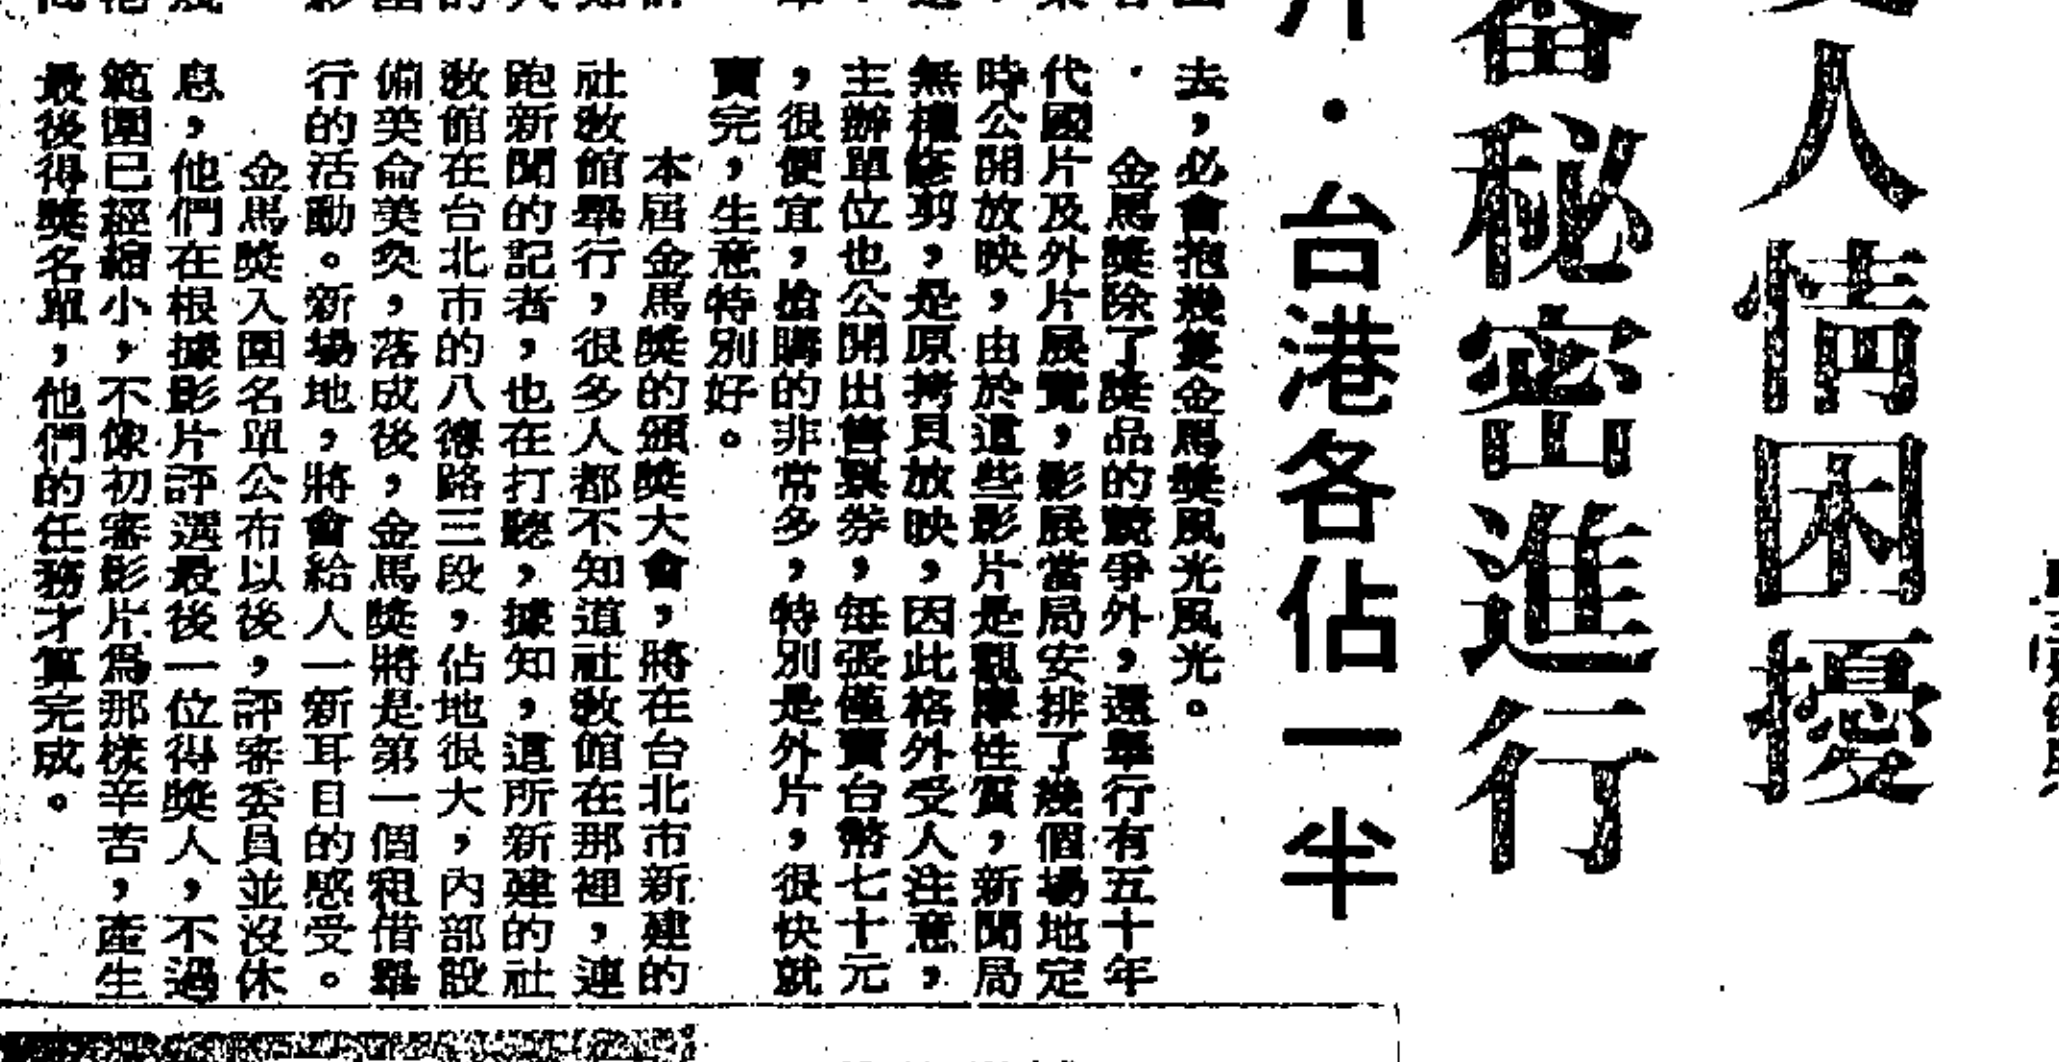 人情困擾
審秘密進行
片・台港各佔一半
去，必會抱幾隻金馬獎風光風光。
金馬獎除了獎品的競爭外，還舉行有五十年
代國片及外片展覽，影展當局安排了幾個場地定
時公開放映，由於這些影片是觀摩性質，新聞局
無權修剪，是原拷貝放映，因此格外受人注意，
主辦單位也公開出售票券，每張僅賣台幣七十元
，很便宜，搶購的非常多，特別是外片，很快就
賣完，生意特別好。
本屆金馬獎的頒獎大會，將在台北市新建的
社教館舉行，很多人都不知道社教館在那裡，連
跑新聞的記者，也在打聽，據知，這所新建的社
教館在台北市的八德路三段，佔地很大，內部設
備美侖美奐，落成後，金馬獎將是第一個租借舉
行的活動。新場地，將會給人一新耳目的感受。
金馬獎入圍名單公布以後，評審委員並沒休
息，他們在根據影片評選最後一位得獎人，不過
範圍已經縮小，不像初審影片爲那樣辛苦，產生
最後得獎名單，他們的任務才算完成。